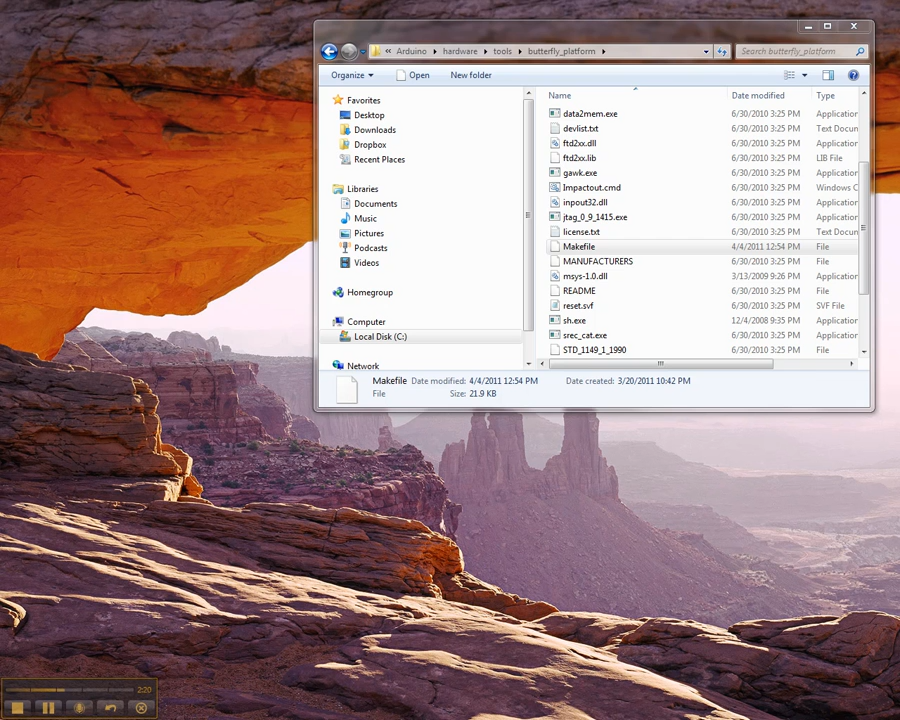 « Arduino hardware tools butterfly_platform Search butterfly_platform
Organize Open New folder
Favorites
Desktop
Downloads
Dropbox
Recent Places
Libraries
Documents
Music
Pictures
Podcasts
Videos
Homegroup
Computer
Local Disk (C:)
Network
Name Date modified Type
data2mem.exe 6/30/2010 3:25 PM Application
devlist.txt 6/30/2010 3:25 PM Text Docun
ftd2xx.dll 6/30/2010 3:25 PM Application
ftd2xx.lib 6/30/2010 3:25 PM LIB File
gawk.exe 6/30/2010 3:25 PM Application
Impactout.cmd 6/30/2010 3:25 PM Windows C
inpout32.dll 6/30/2010 3:25 PM Application
jtag_0_9_1415.exe 6/30/2010 3:25 PM Application
license.txt 6/30/2010 3:25 PM Text Docun
Makefile 4/4/2011 12:54 PM File
MANUFACTURERS 6/30/2010 3:25 PM File
msys-1.0.dll 3/13/2009 9:26 PM Application
README 6/30/2010 3:25 PM File
reset.svf 6/30/2010 3:25 PM SVF File
sh.exe 12/4/2008 9:35 PM Application
srec_cat.exe 6/30/2010 3:25 PM Application
STD_1149_1_1990 6/30/2010 3:25 PM File
Makefile Date modified: 4/4/2011 12:54 PM Date created: 3/20/2011 10:42 PM
File Size: 21.9 KB
2:20